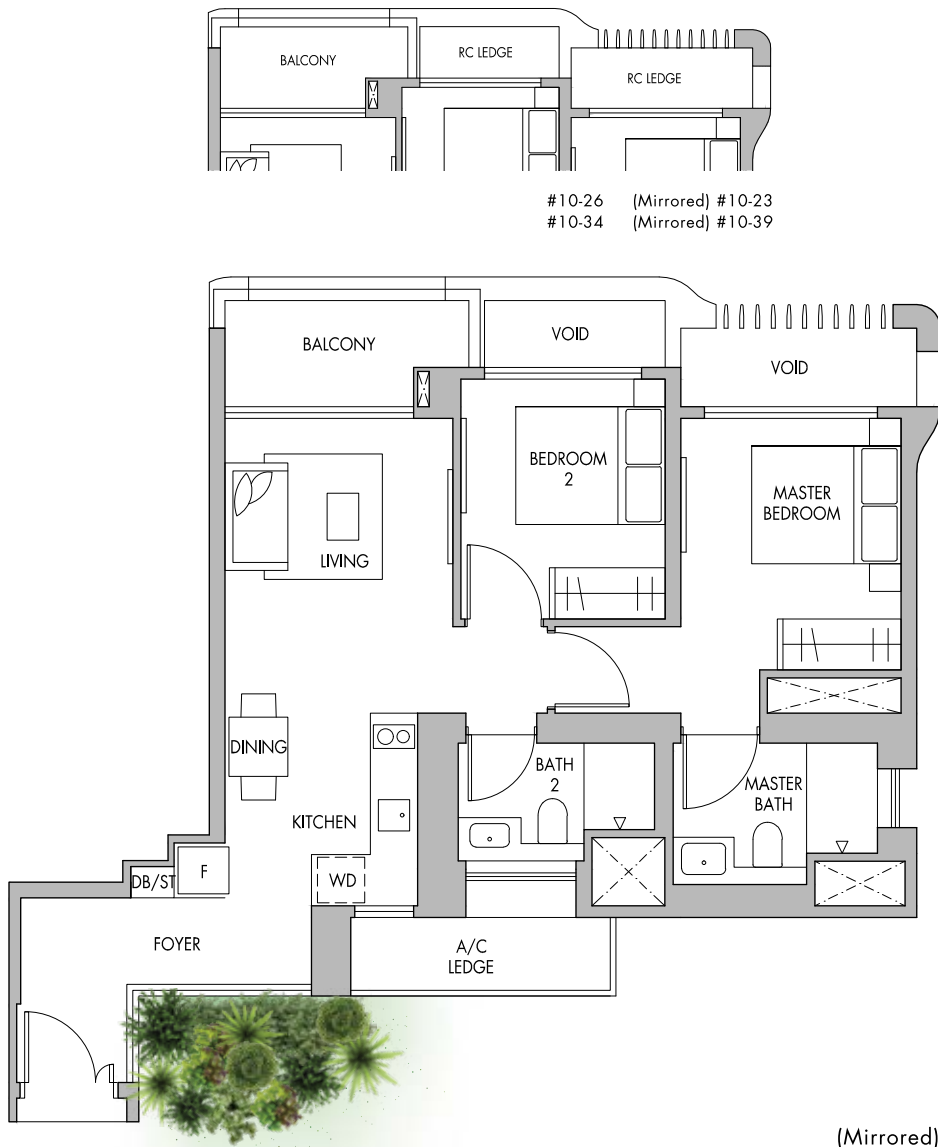 BALCONY
RC LEDGE
RC LEDGE
#10-26 (Mirrored) #10-23
#10-34 (Mirrored) #10-39
BALCONY
VOID
VOID
BEDROOM
2
MASTER
BEDROOM
LIVING
DINING
BATH
2
MASTER
BATH
KITCHEN
F
DB/ST
WD
FOYER
A/C
LEDGE
(Mirrored)